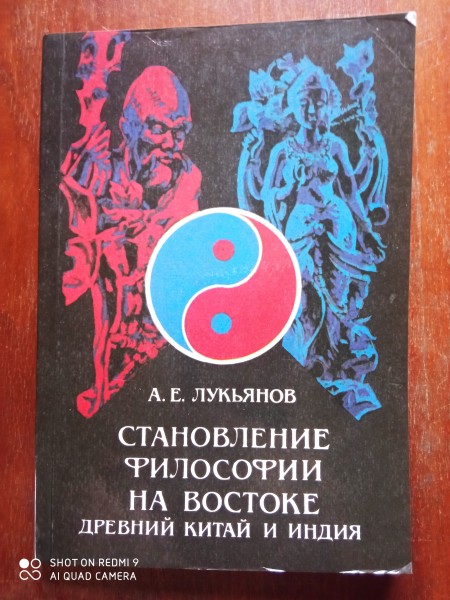 А. Е. ЛУКЬЯНОВ
СТАНОВЛЕНИЕ
ФИЛОСОФИИ
НА ВОСТОКЕ
ДРЕВНИЙ КИТАЙ И ИНДИЯ
SHOT ON REDMI 9
AI QUAD CAMERA